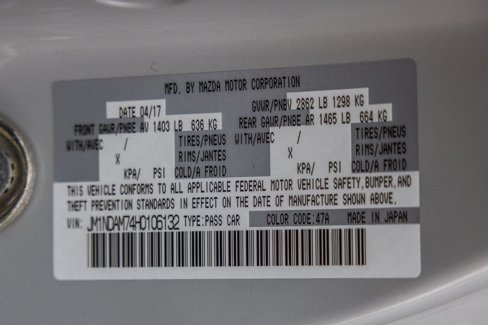 MFD. BY MAZDA MOTOR CORPORATION
DATE 04/17 GVWR/PNBV 2862 LB 1298 KG
FRONT GAWR/PNBE AV 1403 LB 636 KG REAR GAWR/PNBE AR 1465 LB 664 KG
WITH/AVEC / TIRES/PNEUS WITH/AVEC / TIRES/PNEUS
X RIMS/JANTES X RIMS/JANTES
KPA/ PSI COLD/A FROID KPA/ PSI COLD/A FROID
THIS VEHICLE CONFORMS TO ALL APPLICABLE FEDERAL MOTOR VEHICLE SAFETY, BUMPER, AND
THEFT PREVENTION STANDARDS IN EFFECT ON THE DATE OF MANUFACTURE SHOWN ABOVE.
VIN: JM1NDAM74H0106132 TYPE:PASS CAR COLOR CODE:47A MADE IN JAPAN